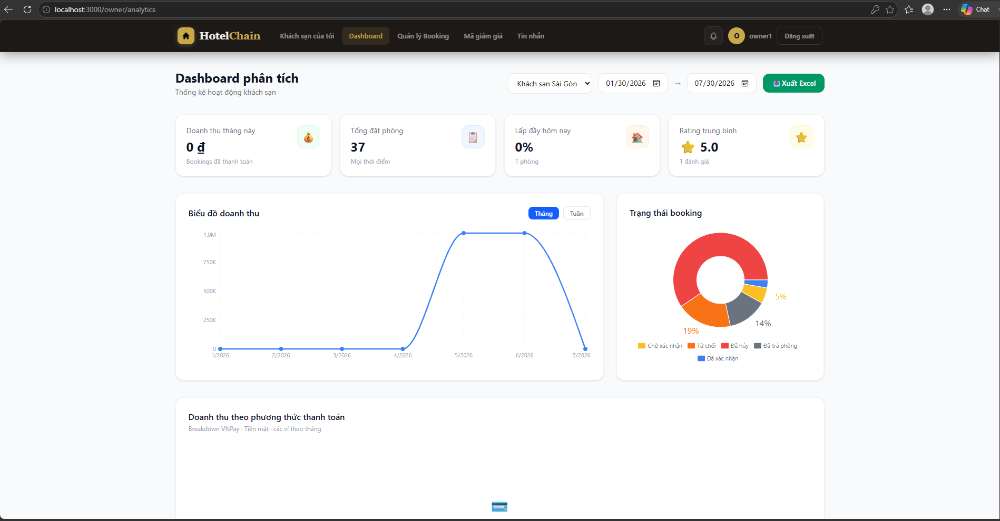 localhost:3000/owner/analytics
Chat
HotelChain
Khách sạn của tôi
Dashboard
Quản lý Booking
Mã giảm giá
Tin nhắn
O
owner1
Đăng xuất
Dashboard phân tích
Thống kê hoạt động khách sạn
Khách sạn Sài Gòn
01/30/2026
→
07/30/2026
Xuất Excel
Doanh thu tháng này
0 ₫
Bookings đã thanh toán
Tổng đặt phòng
37
Mọi thời điểm
Lấp đầy hôm nay
0%
1 phòng
Rating trung bình
5.0
1 đánh giá
Biểu đồ doanh thu
Tháng
Tuần
1.0M
750K
500K
250K
0
1/2026
2/2026
3/2026
4/2026
5/2026
6/2026
7/2026
Trạng thái booking
5%
14%
19%
Chờ xác nhận
Từ chối
Đã hủy
Đã trả phòng
Đã xác nhận
Doanh thu theo phương thức thanh toán
Breakdown VNPay · Tiền mặt · các ví theo tháng